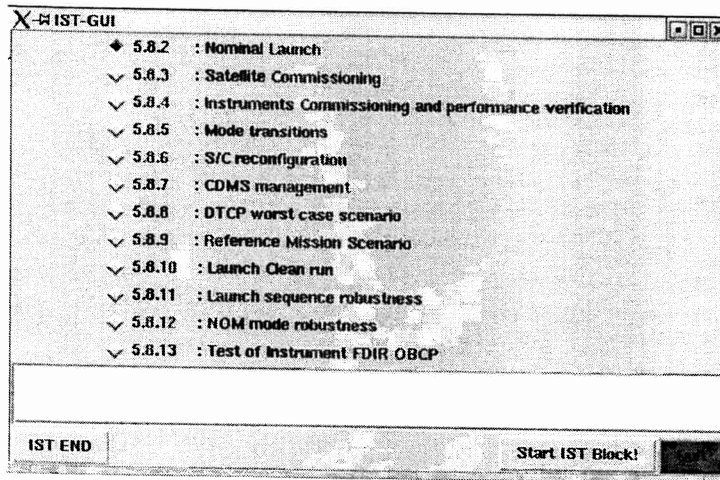 IST-GUI
5.8.2 : Nominal Launch
5.8.3 : Satellite Commissioning
5.8.4 : Instruments Commissioning and performance verification
5.8.5 : Mode transitions
5.8.6 : S/C reconfiguration
5.8.7 : CDMS management
5.8.8 : DTCP worst case scenario
5.8.9 : Reference Mission Scenario
5.8.10 : Launch Clean run
5.8.11 : Launch sequence robustness
5.8.12 : NOM mode robustness
5.8.13 : Test of Instrument FDIR OBCP
IST END Start IST Block!